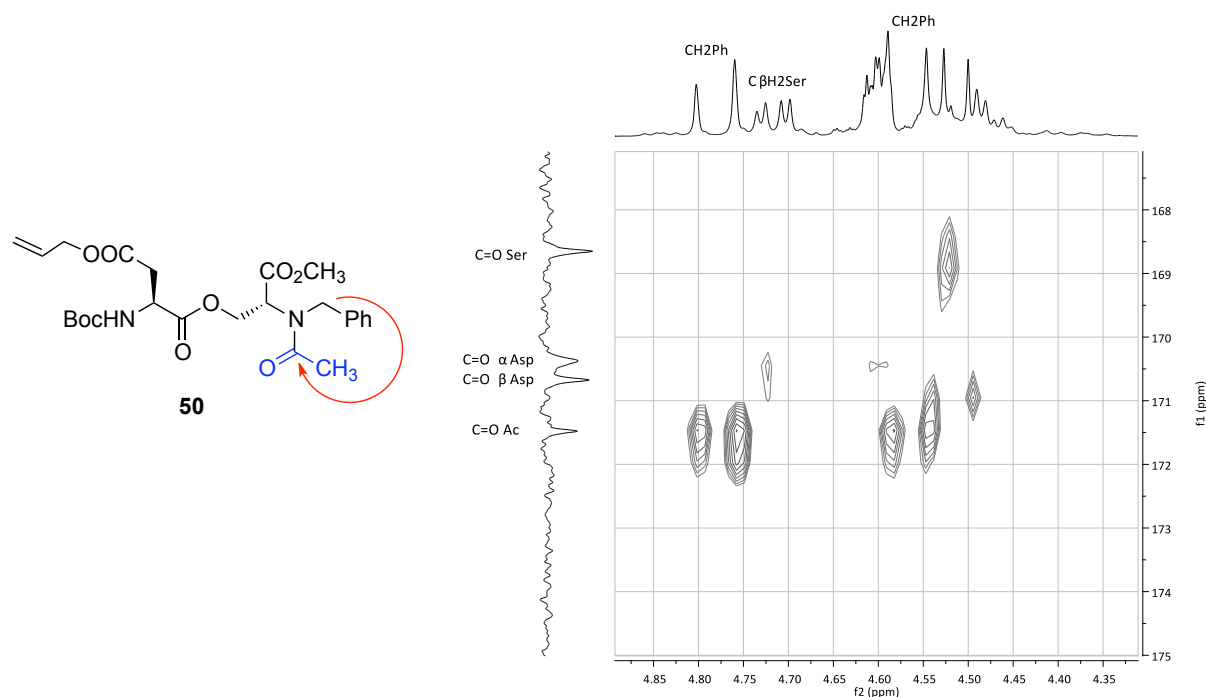 CH2Ph
CH2Ph
C βH2Ser
OOC
CO2CH3
O
BocHN
N
Ph
O
O
CH3
50
C=O Ser
C=O α Asp
C=O β Asp
C=O Ac
168
169
170
171
172
173
174
175
f1 (ppm)
4.85 4.80 4.75 4.70 4.65 4.60 4.55 4.50 4.45 4.40 4.35
f2 (ppm)